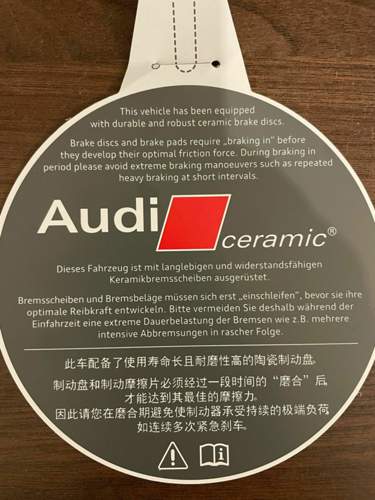 This vehicle has been equipped
with durable and robust ceramic brake discs.
Brake discs and brake pads require „braking in" before
they develop their optimal friction force. During braking in
period please avoid extreme braking manoeuvers such as repeated
heavy braking at short intervals.
Audi ceramic®
Dieses Fahrzeug ist mit langlebigen und widerstandsfähigen
Keramikbremsscheiben ausgerüstet.
Bremsscheiben und Bremsbeläge müssen sich erst „einschleifen", bevor sie ihre
optimale Reibkraft entwickeln. Bitte vermeiden Sie deshalb während der
Einfahrzeit eine extreme Dauerbelastung der Bremsen wie z.B. mehrere
intensive Abbremsungen in rascher Folge.
此车配备了使用寿命长且耐磨性高的陶瓷制动盘。
制动盘和制动摩擦片必须经过一段时间的“磨合”后,
才能达到其最佳的摩擦力。
因此请您在磨合期避免使制动器承受持续的极端负荷,
如连续多次紧急刹车。